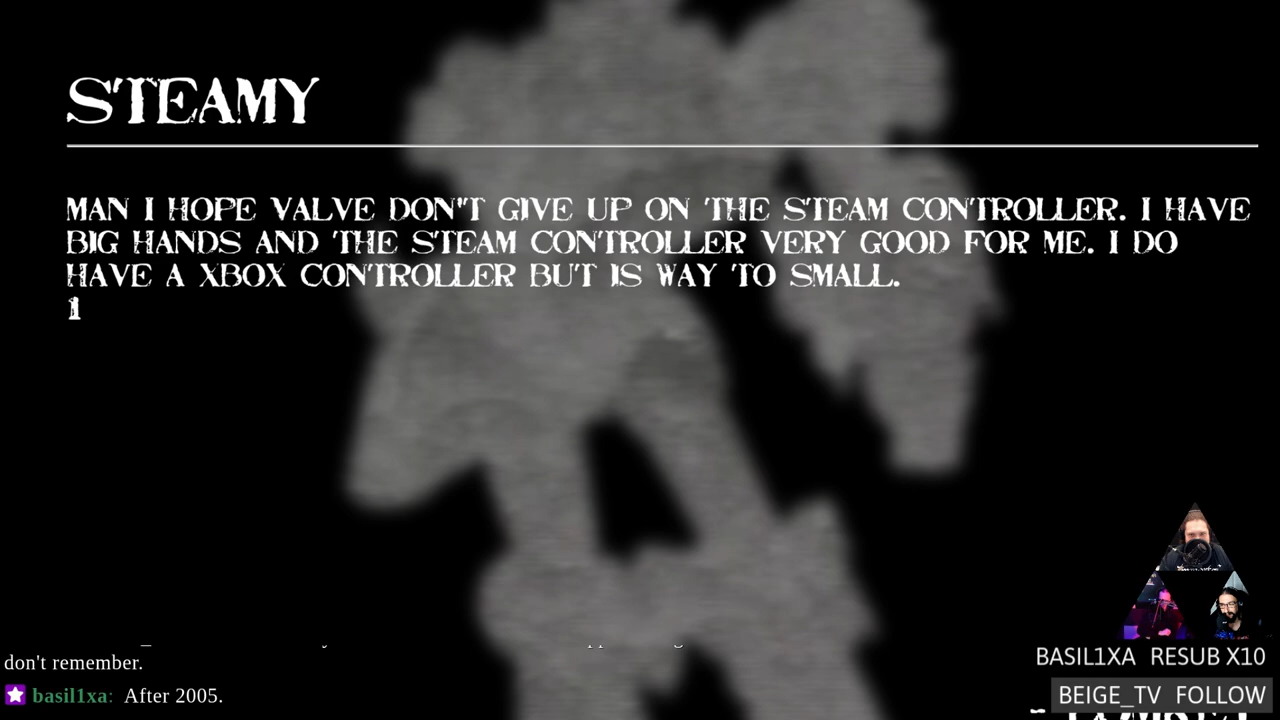 STEAMY
MAN I HOPE VALVE DON"T GIVE UP ON THE STEAM CONTROLLER. I HAVE
BIG HANDS AND THE STEAM CONTROLLER VERY GOOD FOR ME. I DO
HAVE A XBOX CONTROLLER BUT IS WAY TO SMALL.
1
don't remember.
basil1xa: After 2005.
BASIL1XA RESUB X10
BEIGE_TV FOLLOW